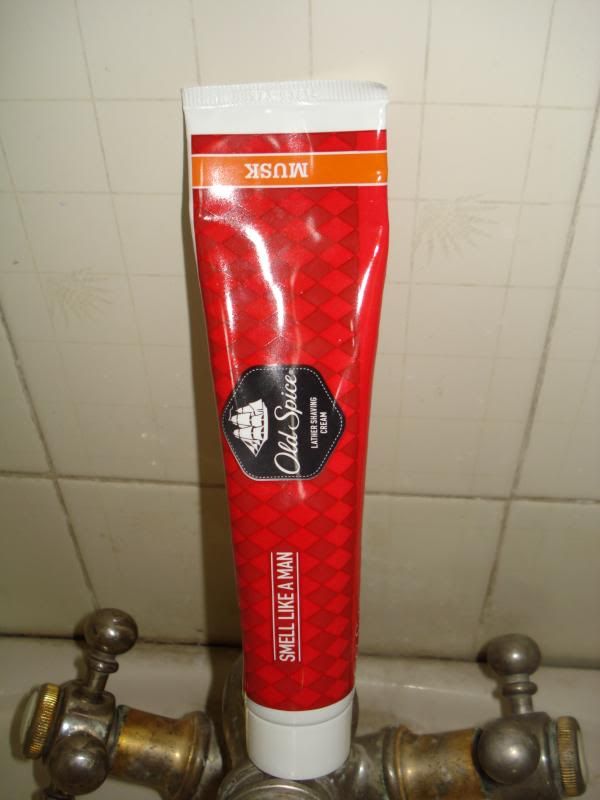 MUSK
Old Spice
LATHER SHAVING
CREAM
SMELL LIKE A MAN